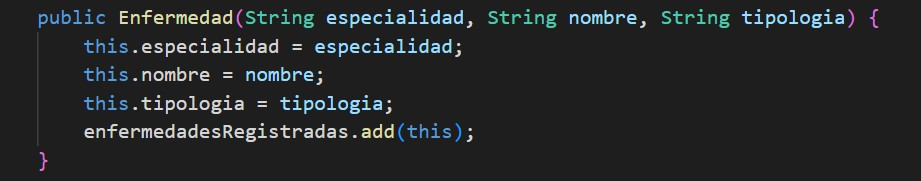 public Enfermedad(String especialidad, String nombre, String tipologia) {
    this.especialidad = especialidad;
    this.nombre = nombre;
    this.tipologia = tipologia;
    enfermedadesRegistradas.add(this);
}